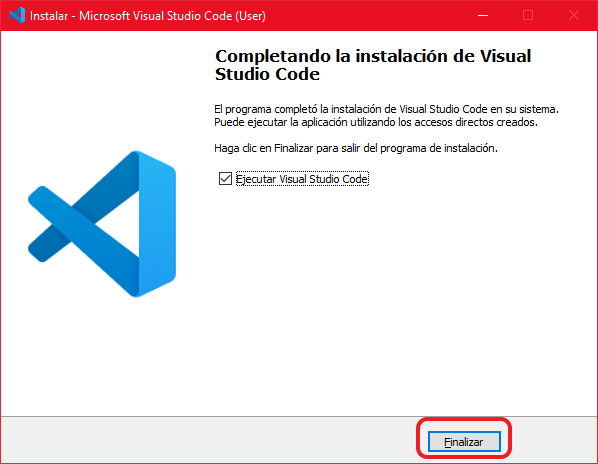 Instalar - Microsoft Visual Studio Code (User)
Completando la instalación de Visual
Studio Code
El programa completó la instalación de Visual Studio Code en su sistema.
Puede ejecutar la aplicación utilizando los accesos directos creados.
Haga clic en Finalizar para salir del programa de instalación.
Ejecutar Visual Studio Code
Finalizar